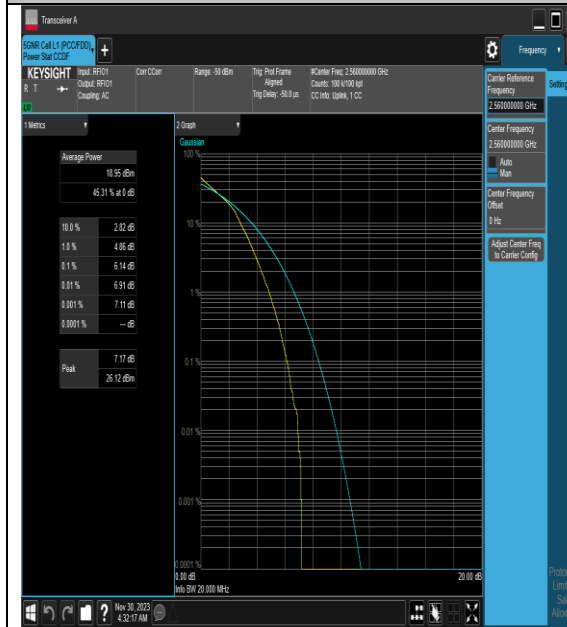 Transceiver A
5GNR Cell L1 (PCC/FDD),
Power Stat CCDF
Frequency
KEYSIGHT
R T
Input: RFIO1
Output: RFIO1
Coupling: AC
Corr CCorr
Range: -50 dBm
Trig: Prot Frame
Aligned
Trig Delay: -50.0 µs
#Center Freq: 2.560000000 GHz
Counts: 100 k/100 kpt
CC Info: Uplink, 1 CC
Carrier Reference
Frequency
2.560000000 GHz
Setting
Center Frequency
2.560000000 GHz
Auto
Man
Center Frequency
Offset
0 Hz
Adjust Center Freq
to Carrier Config
1 Metrics
Average Power
18.95 dBm
45.31 % at 0 dB
10.0 % 2.82 dB
1.0 % 4.86 dB
0.1 % 6.14 dB
0.01 % 6.91 dB
0.001 % 7.11 dB
0.0001 % --- dB
Peak
7.17 dB
26.12 dBm
2 Graph
Gaussian
100 %
10 %
1 %
0.1 %
0.01 %
0.001 %
0.0001 %
0.00 dB
20.00 dB
Info BW 20.000 MHz
Nov 30, 2023
4:32:17 AM